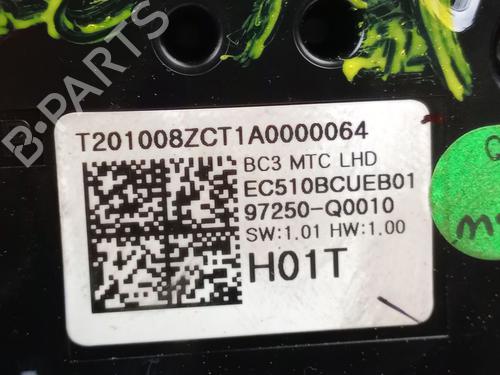 B-PARTS
T201008ZCT1A0000064
BC3 MTC LHD
EC510BCUEB01
97250-Q0010
SW:1.01 HW:1.00
H01T